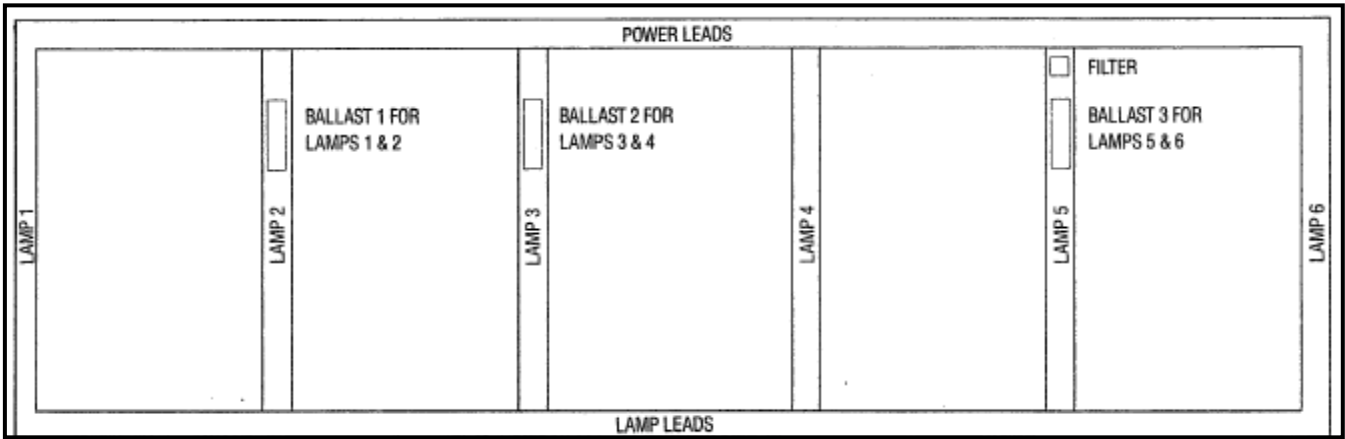 POWER LEADS
FILTER
BALLAST 1 FOR
LAMPS 1 & 2
BALLAST 2 FOR
LAMPS 3 & 4
BALLAST 3 FOR
LAMPS 5 & 6
LAMP 1
LAMP 2
LAMP 3
LAMP 4
LAMP 5
LAMP 6
LAMP LEADS